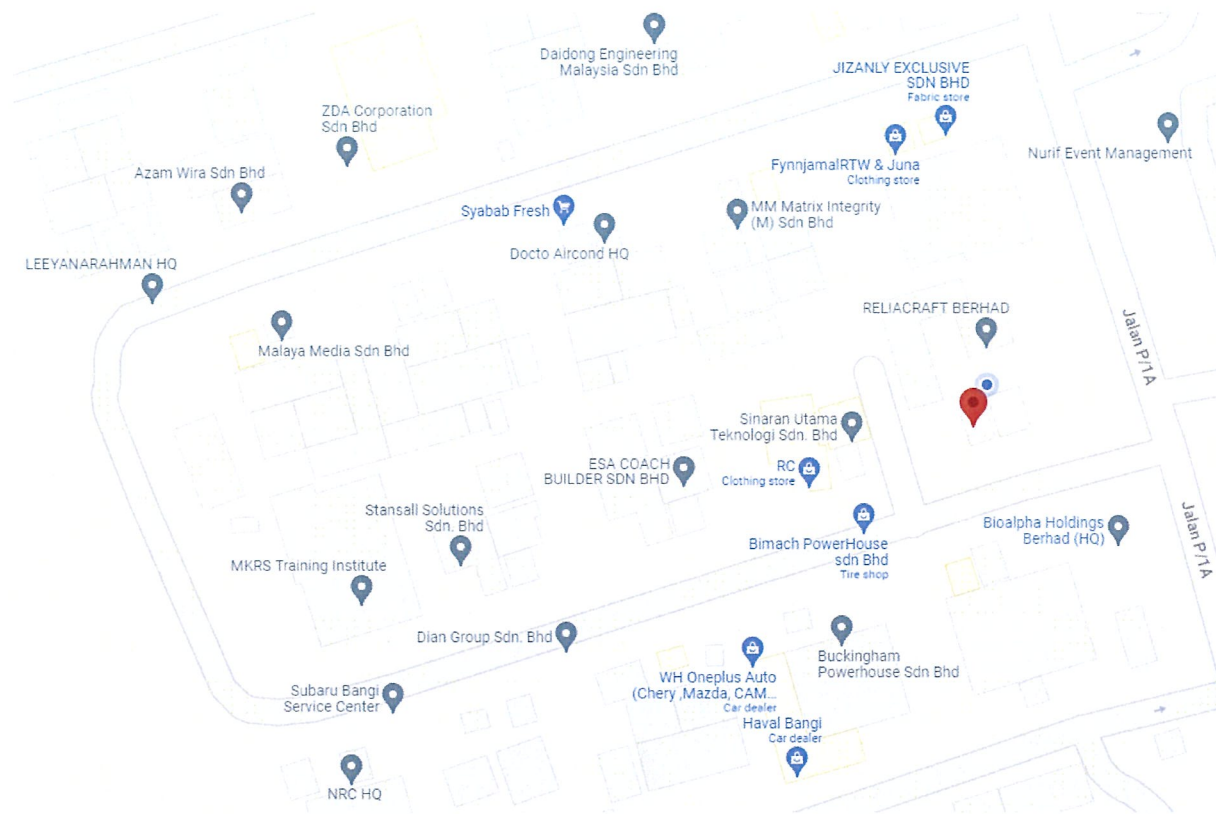 Daidong Engineering
Malaysia Sdn Bhd
JIZANLY EXCLUSIVE
SDN BHD
Fabric store
ZDA Corporation
Sdn Bhd
Nurif Event Management
FynnjamalRTW & Juna
Clothing store
Azam Wira Sdn Bhd
Syabab Fresh
MM Matrix Integrity
(M) Sdn Bhd
Docto Aircond HQ
LEEYANARAHMAN HQ
RELIACRAFT BERHAD
Jalan P/1A
Malaya Media Sdn Bhd
Sinaran Utama
Teknologi Sdn. Bhd
ESA COACH
BUILDER SDN BHD
RC
Clothing store
Stansall Solutions
Sdn. Bhd
Bioalpha Holdings
Berhad (HQ)
Jalan P/1A
Bimach PowerHouse
sdn Bhd
Tire shop
MKRS Training Institute
Dian Group Sdn. Bhd
Buckingham
Powerhouse Sdn Bhd
WH Oneplus Auto
(Chery ,Mazda, CAM...
Car dealer
Subaru Bangi
Service Center
Haval Bangi
Car dealer
NRC HQ